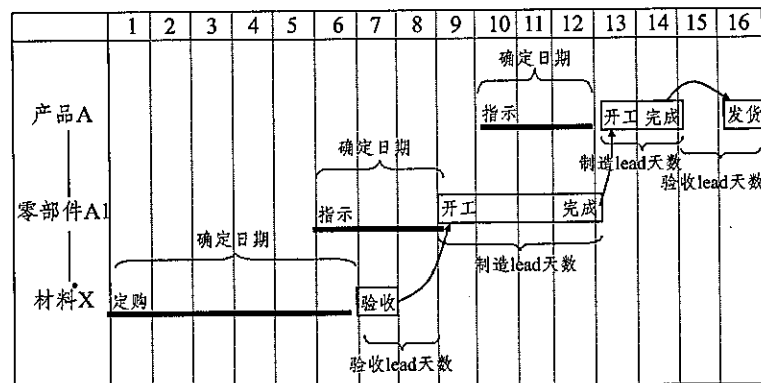 1 2 3 4 5 6 7 8 9 10 11 12 13 14 15 16
确定日期
产品A 指示 开工 完成 发货
确定日期 制造lead天数
验收lead天数
零部件A1 指示 开工 完成
确定日期
制造lead天数
材料X 定购 验收
验收lead天数